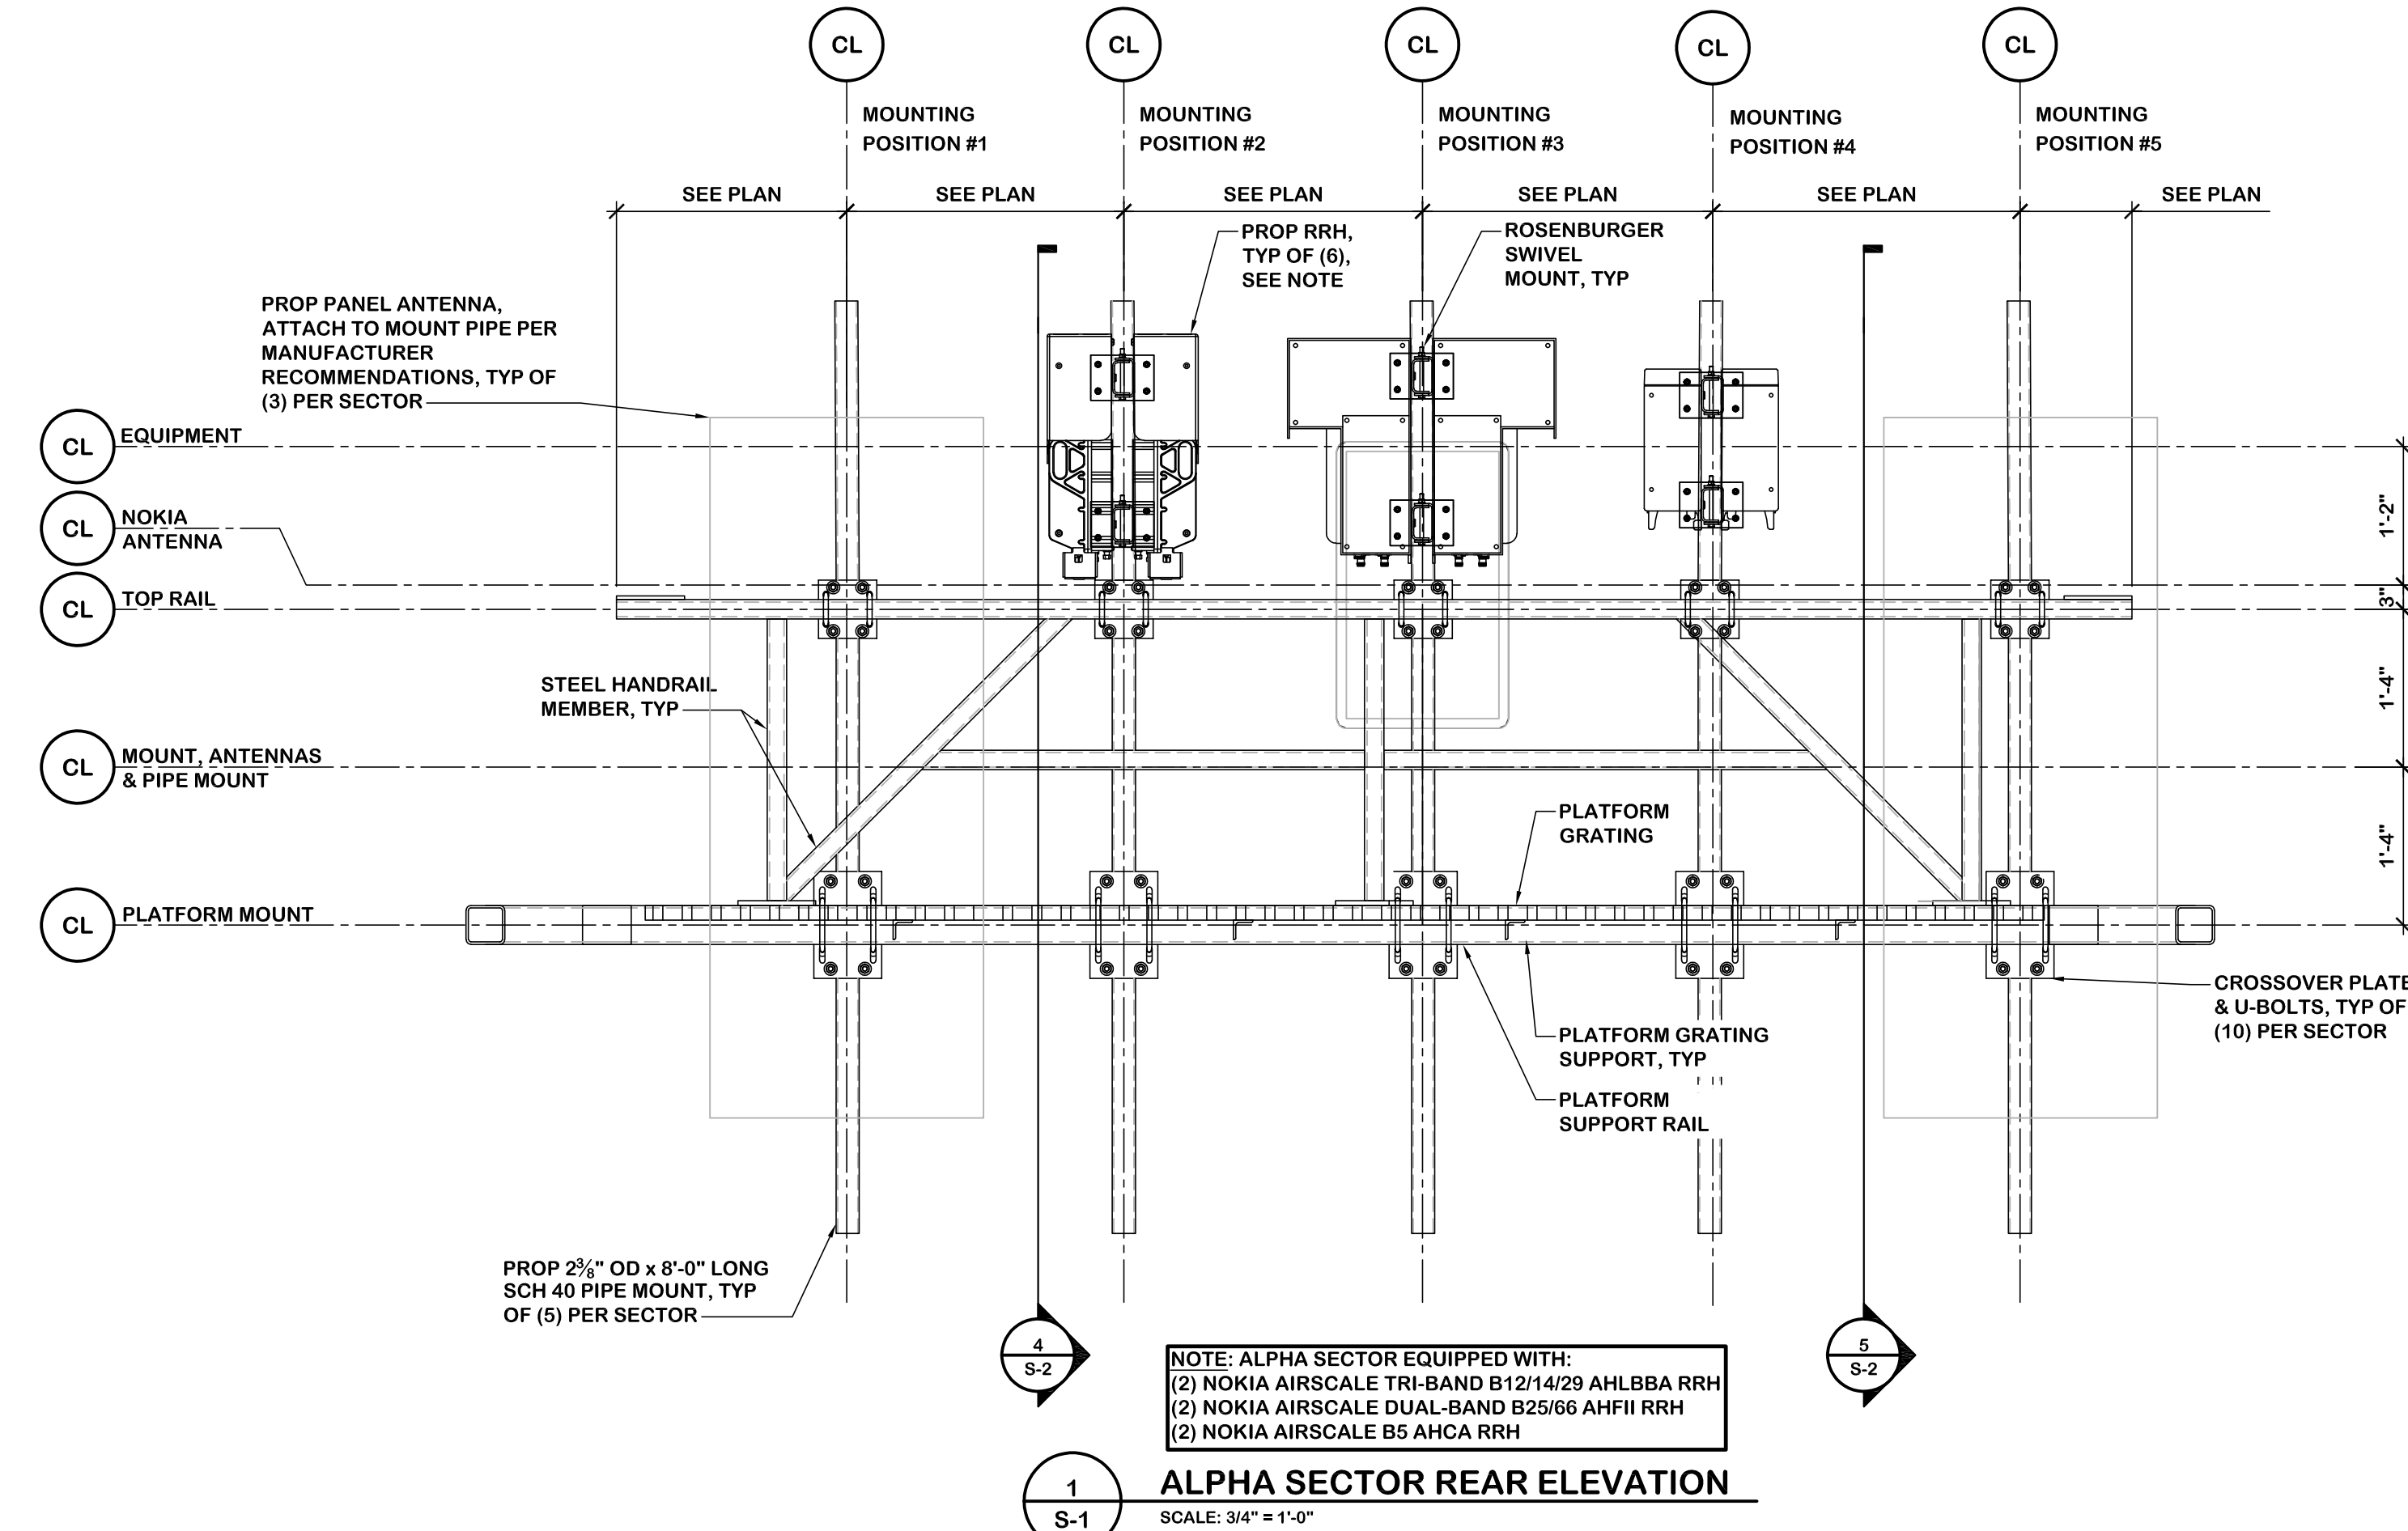 CL
CL
CL
CL
CL
MOUNTING
POSITION #1
MOUNTING
POSITION #2
MOUNTING
POSITION #3
MOUNTING
POSITION #4
MOUNTING
POSITION #5
SEE PLAN
SEE PLAN
SEE PLAN
SEE PLAN
SEE PLAN
SEE PLAN
PROP RRH,
TYP OF (6),
SEE NOTE
ROSENBURGER
SWIVEL
MOUNT, TYP
PROP PANEL ANTENNA,
ATTACH TO MOUNT PIPE PER
MANUFACTURER
RECOMMENDATIONS, TYP OF
(3) PER SECTOR
CL
EQUIPMENT
CL
NOKIA
ANTENNA
CL
TOP RAIL
1'-2"
3"
1'-4"
1'-4"
STEEL HANDRAIL
MEMBER, TYP
CL
MOUNT, ANTENNAS
& PIPE MOUNT
PLATFORM
GRATING
CL
PLATFORM MOUNT
CROSSOVER PLATE
& U-BOLTS, TYP OF
(10) PER SECTOR
PLATFORM GRATING
SUPPORT, TYP
PLATFORM
SUPPORT RAIL
PROP 2⅜" OD x 8'-0" LONG
SCH 40 PIPE MOUNT, TYP
OF (5) PER SECTOR
4
S-2
5
S-2
NOTE: ALPHA SECTOR EQUIPPED WITH:
(2) NOKIA AIRSCALE TRI-BAND B12/14/29 AHLBBA RRH
(2) NOKIA AIRSCALE DUAL-BAND B25/66 AHFII RRH
(2) NOKIA AIRSCALE B5 AHCA RRH
1
S-1
ALPHA SECTOR REAR ELEVATION
SCALE: 3/4" = 1'-0"